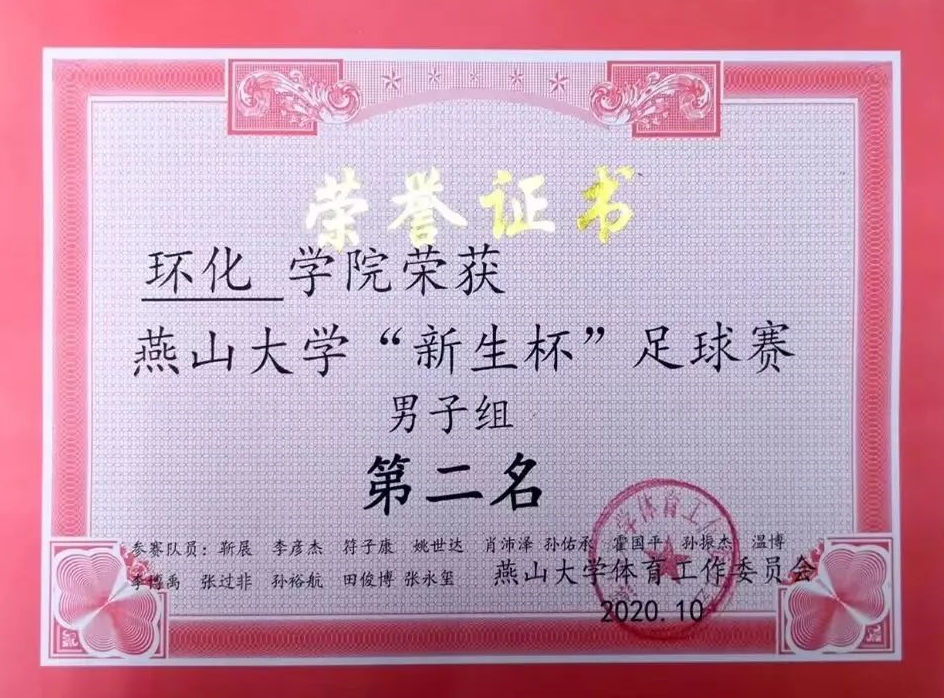 荣誉证书
环化 学院荣获
燕山大学“新生杯”足球赛
男子组
第二名
参赛队员：靳展 李彦杰 符子康 姚世达 肖沛泽 孙佑承 霍国平 孙振杰 温博
李博禹 张过非 孙裕航 田俊博 张永玺
燕山大学体育工作委员会
2020.10
学体育工